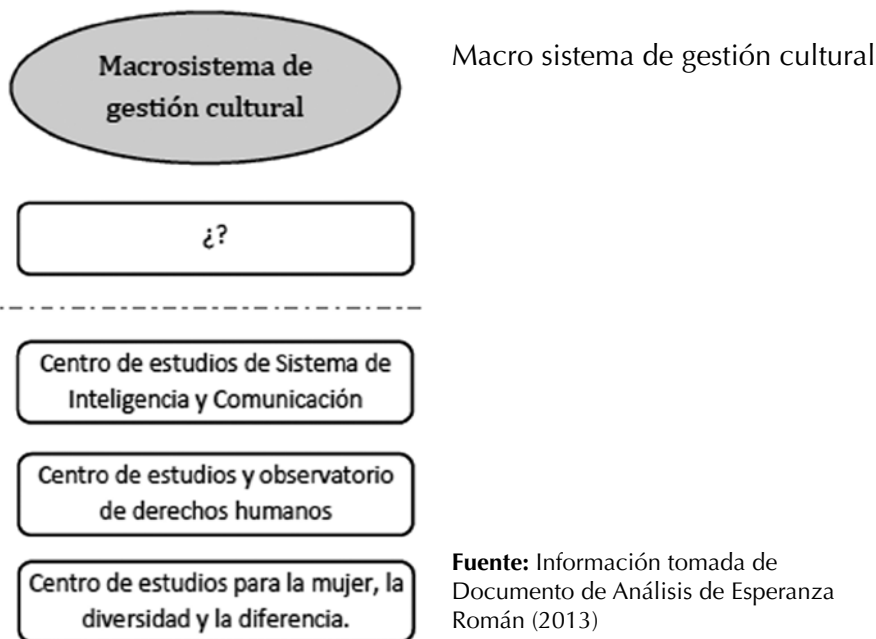 Macrosistema de
gestión cultural
Macro sistema de gestión cultural
¿?
Centro de estudios de Sistema de
Inteligencia y Comunicación
Centro de estudios y observatorio
de derechos humanos
Centro de estudios para la mujer, la
diversidad y la diferencia.
Fuente: Información tomada de
Documento de Análisis de Esperanza
Román (2013)